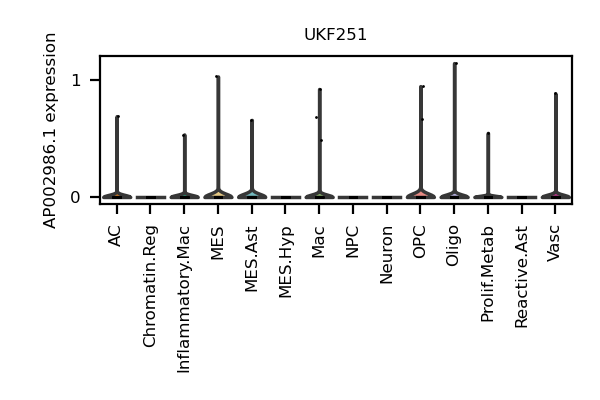 UKF251
AP002986.1 expression
1
0
AC
Chromatin.Reg
Inflammatory.Mac
MES
MES.Ast
MES.Hyp
Mac
NPC
Neuron
OPC
Oligo
Prolif.Metab
Reactive.Ast
Vasc